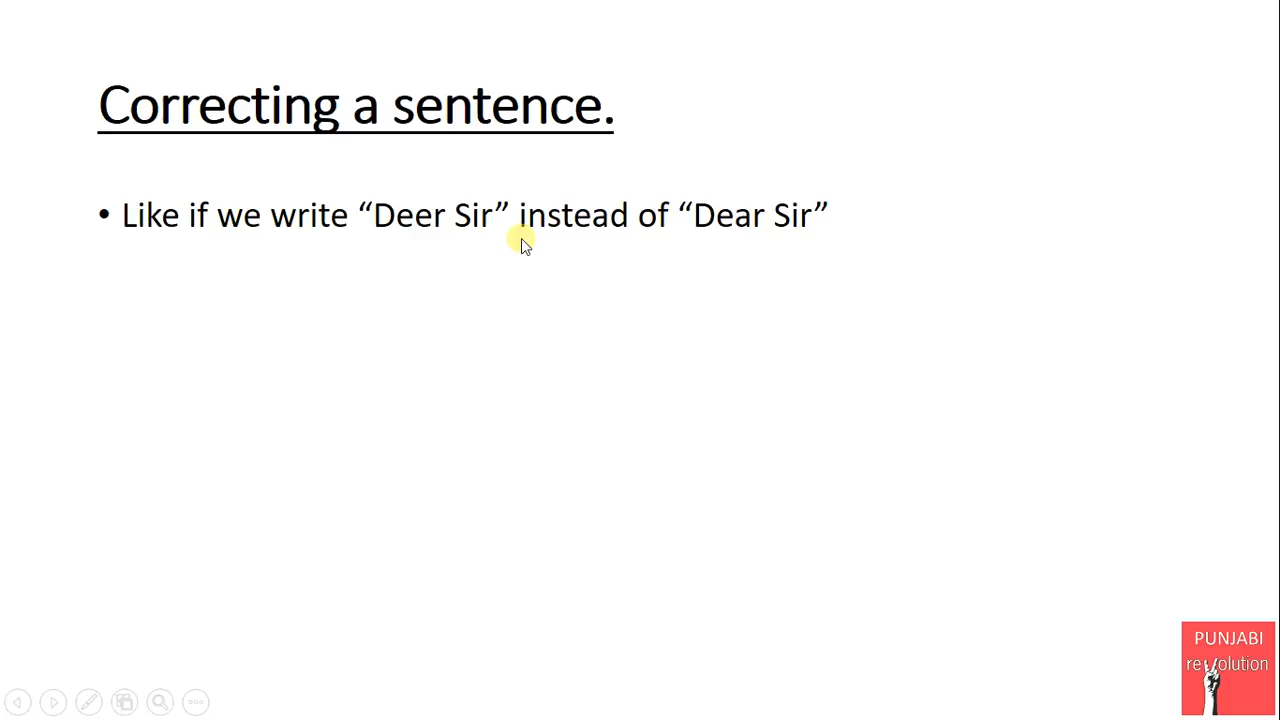 Correcting a sentence.
• Like if we write “Deer Sir” instead of “Dear Sir”
PUNJABI
revolution